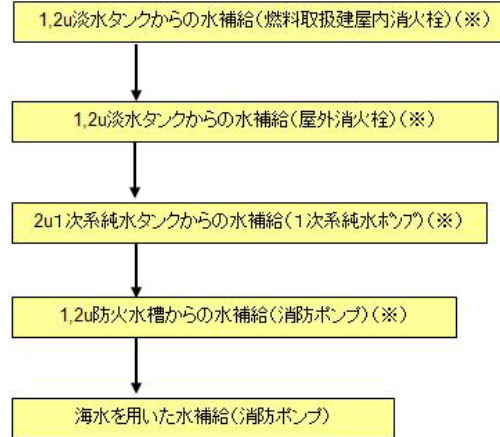 1,2u淡水タンクからの水補給(燃料取扱建屋内消火栓)(※)
1,2u淡水タンクからの水補給(屋外消火栓)(※)
2u1次系純水タンクからの水補給(1次系純水ポンプ)(※)
1,2u防火水槽からの水補給(消防ポンプ)(※)
海水を用いた水補給(消防ポンプ)